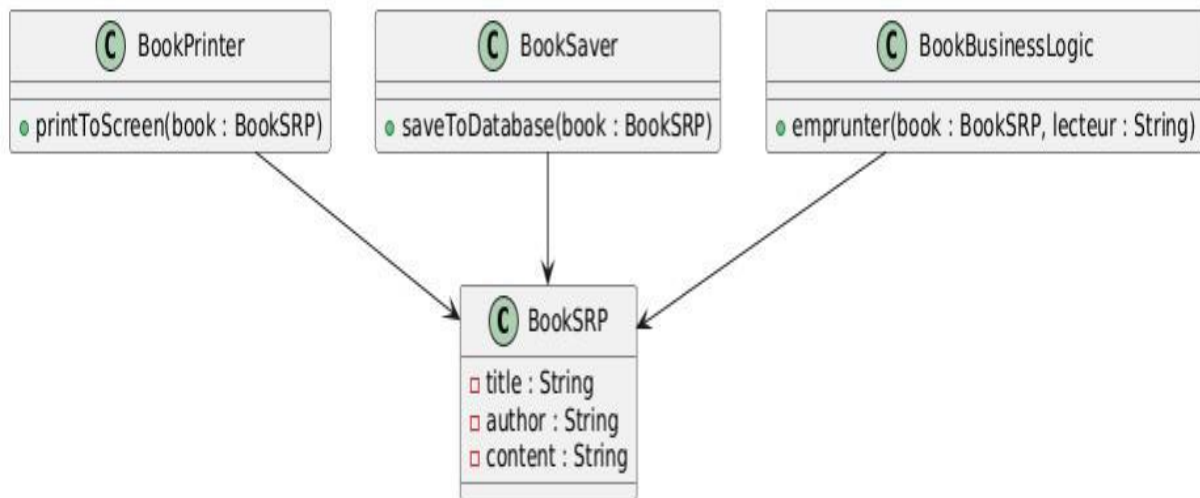 C BookPrinter
printToScreen(book : BookSRP)
C BookSaver
saveToDatabase(book : BookSRP)
C BookBusinessLogic
emprunter(book : BookSRP, lecteur : String)
C BookSRP
title : String
author : String
content : String